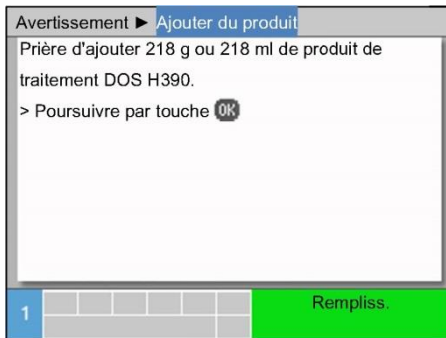 Avertissement ► Ajouter du produit
Prière d'ajouter 218 g ou 218 ml de produit de
traitement DOS H390.
> Poursuivre par touche OK
1
Rempliss.